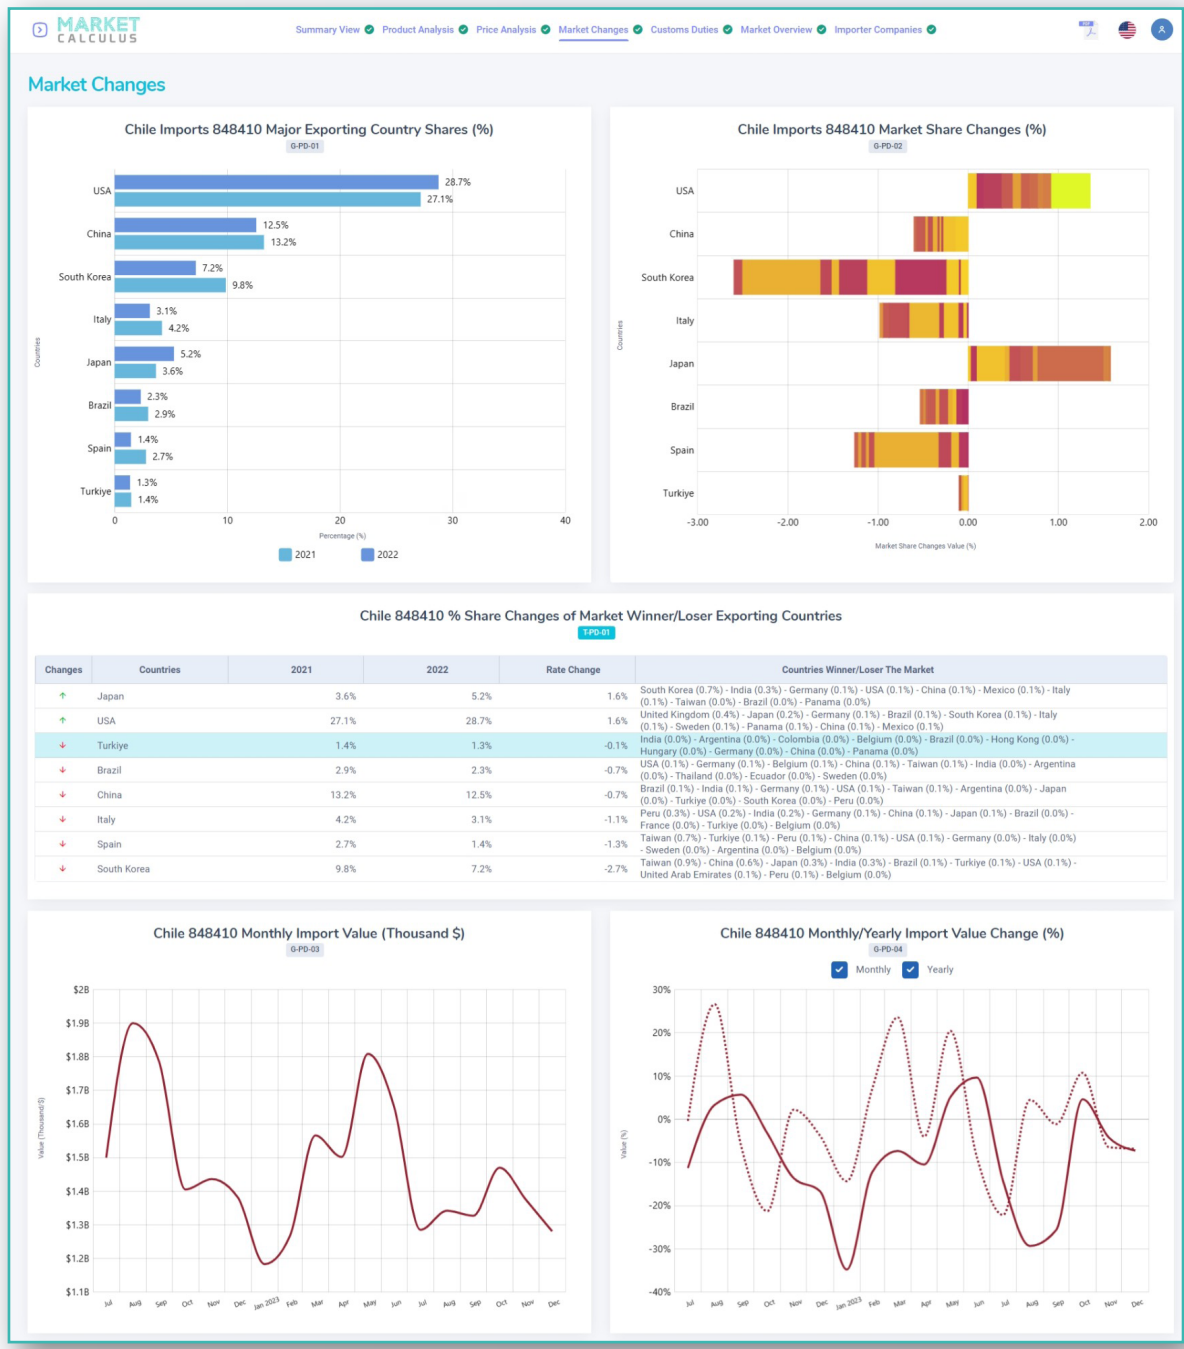 MARKET
CALCULUS
Summary View
Product Analysis
Price Analysis
Market Changes
Customs Duties
Market Overview
Importer Companies
PDF
Market Changes
Chile Imports 848410 Major Exporting Country Shares (%)
G-PD-01
USA
28.7%
27.1%
China
12.5%
13.2%
South Korea
7.2%
9.8%
Italy
3.1%
4.2%
Japan
5.2%
3.6%
Brazil
2.3%
2.9%
Spain
1.4%
2.7%
Turkiye
1.3%
1.4%
Countries
0 10 20 30 40
Percentage (%)
2021 2022
Chile Imports 848410 Market Share Changes (%)
G-PD-02
USA
China
South Korea
Italy
Japan
Brazil
Spain
Turkiye
Countries
-3.00 -2.00 -1.00 0.00 1.00 2.00
Market Share Changes Value (%)
Chile 848410 % Share Changes of Market Winner/Loser Exporting Countries
T-PD-01
Changes Countries 2021 2022 Rate Change Countries Winner/Loser The Market
↑ Japan 3.6% 5.2% 1.6% South Korea (0.7%) - India (0.3%) - Germany (0.1%) - USA (0.1%) - China (0.1%) - Mexico (0.1%) - Italy
(0.1%) - Taiwan (0.0%) - Brazil (0.0%) - Panama (0.0%)
↑ USA 27.1% 28.7% 1.6% United Kingdom (0.4%) - Japan (0.2%) - Germany (0.1%) - Brazil (0.1%) - South Korea (0.1%) - Italy
(0.1%) - Sweden (0.1%) - Panama (0.1%) - China (0.1%) - Mexico (0.1%)
↓ Turkiye 1.4% 1.3% -0.1% India (0.0%) - Argentina (0.0%) - Colombia (0.0%) - Belgium (0.0%) - Brazil (0.0%) - Hong Kong (0.0%) -
Hungary (0.0%) - Germany (0.0%) - China (0.0%) - Panama (0.0%)
↓ Brazil 2.9% 2.3% -0.7% USA (0.1%) - Germany (0.1%) - Belgium (0.1%) - China (0.1%) - Taiwan (0.1%) - India (0.0%) - Argentina
(0.0%) - Thailand (0.0%) - Ecuador (0.0%) - Sweden (0.0%)
↓ China 13.2% 12.5% -0.7% Brazil (0.1%) - India (0.1%) - Germany (0.1%) - USA (0.1%) - Taiwan (0.1%) - Argentina (0.0%) - Japan
(0.0%) - Turkiye (0.0%) - South Korea (0.0%) - Peru (0.0%)
↓ Italy 4.2% 3.1% -1.1% Peru (0.3%) - USA (0.2%) - India (0.2%) - Germany (0.1%) - China (0.1%) - Japan (0.1%) - Brazil (0.0%) -
France (0.0%) - Turkiye (0.0%) - Belgium (0.0%)
↓ Spain 2.7% 1.4% -1.3% Taiwan (0.7%) - Turkiye (0.1%) - Peru (0.1%) - China (0.1%) - USA (0.1%) - Germany (0.0%) - Italy (0.0%)
- Sweden (0.0%) - Argentina (0.0%) - Belgium (0.0%)
↓ South Korea 9.8% 7.2% -2.7% Taiwan (0.9%) - China (0.6%) - Japan (0.3%) - India (0.3%) - Brazil (0.1%) - Turkiye (0.1%) - USA (0.1%) -
United Arab Emirates (0.1%) - Peru (0.1%) - Belgium (0.0%)
Chile 848410 Monthly Import Value (Thousand $)
G-PD-03
$2B
$1.9B
$1.8B
$1.7B
$1.6B
$1.5B
$1.4B
$1.3B
$1.2B
$1.1B
Value (Thousand/$)
Jul Aug Sep Oct Nov Dec Jan 2023 Feb Mar Apr May Jun Jul Aug Sep Oct Nov Dec
Chile 848410 Monthly/Yearly Import Value Change (%)
G-PD-04
Monthly Yearly
30%
20%
10%
0%
-10%
-20%
-30%
-40%
Value (%)
Jul Aug Sep Oct Nov Dec Jan 2023 Feb Mar Apr May Jun Jul Aug Sep Oct Nov Dec